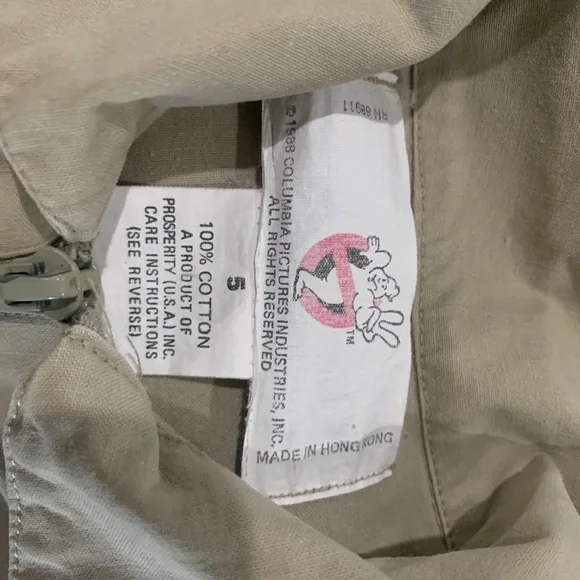 RN 68911
© 1988 COLUMBIA PICTURES INDUSTRIES, INC.
ALL RIGHTS RESERVED
TM
MADE IN HONG KONG
5
100% COTTON
A PRODUCT OF
PROSPERITY (U.S.A.) INC.
CARE INSTRUCTIONS
(SEE REVERSE)